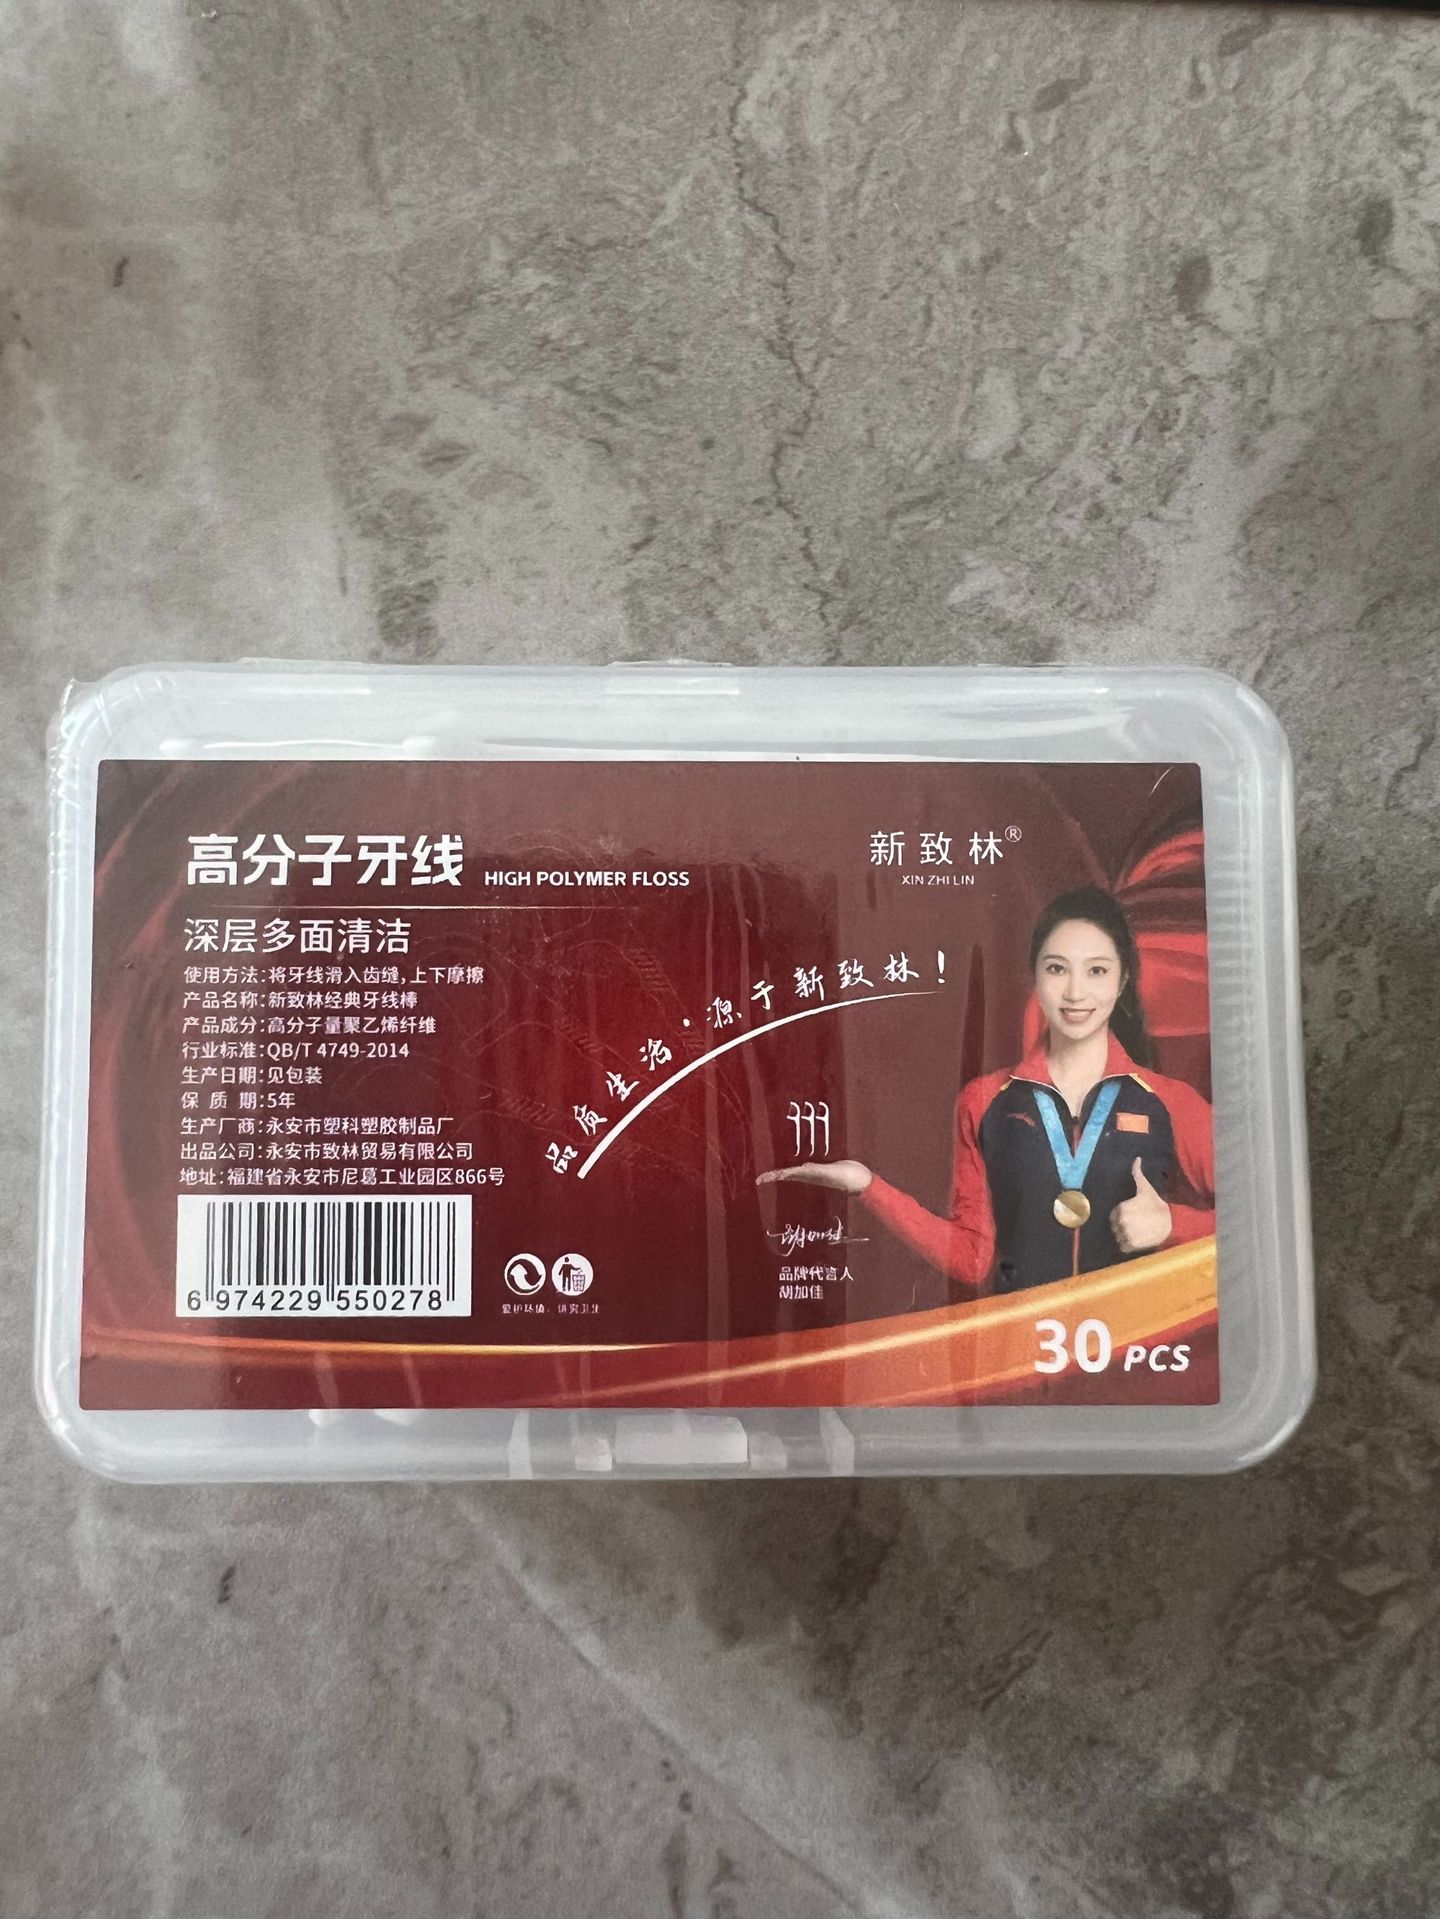 高分子牙线 HIGH POLYMER FLOSS
深层多面清洁
使用方法:将牙线滑入齿缝,上下摩擦
产品名称:新致林经典牙线棒
产品成分:高分子量聚乙烯纤维
行业标准:QB/T 4749-2014
生产日期:见包装
保 质 期:5年
生产厂商:永安市塑科塑胶制品厂
出品公司:永安市致林贸易有限公司
地址:福建省永安市尼葛工业园区866号
6 974229 550278
爱护环境
新致林®
XIN ZHI LIN
品质生活·源于新致林!
胡加佳
品牌代言人
胡加佳
30 PCS